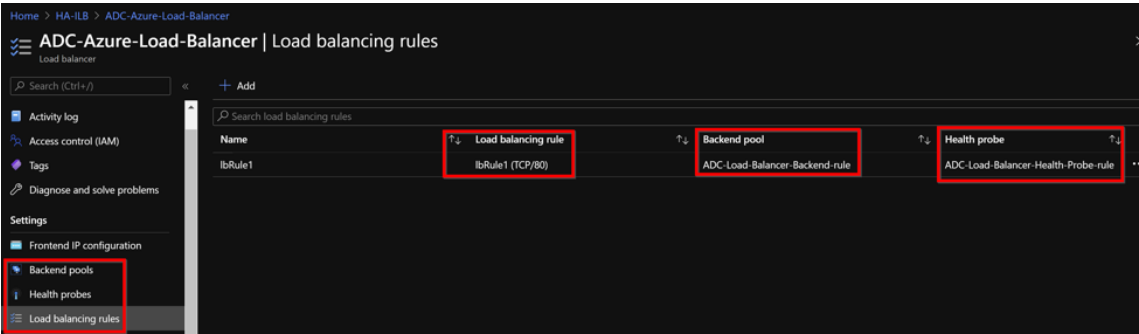 Home > HA-ILB > ADC-Azure-Load-Balancer
ADC-Azure-Load-Balancer | Load balancing rules
Load balancer
Search (Ctrl+/)
«
Activity log
Access control (IAM)
Tags
Diagnose and solve problems
Settings
Frontend IP configuration
Backend pools
Health probes
Load balancing rules
+ Add
Search load balancing rules
Name ↑↓ Load balancing rule ↑↓ Backend pool ↑↓ Health probe ↑↓
lbRule1 lbRule1 (TCP/80) ADC-Load-Balancer-Backend-rule ADC-Load-Balancer-Health-Probe-rule